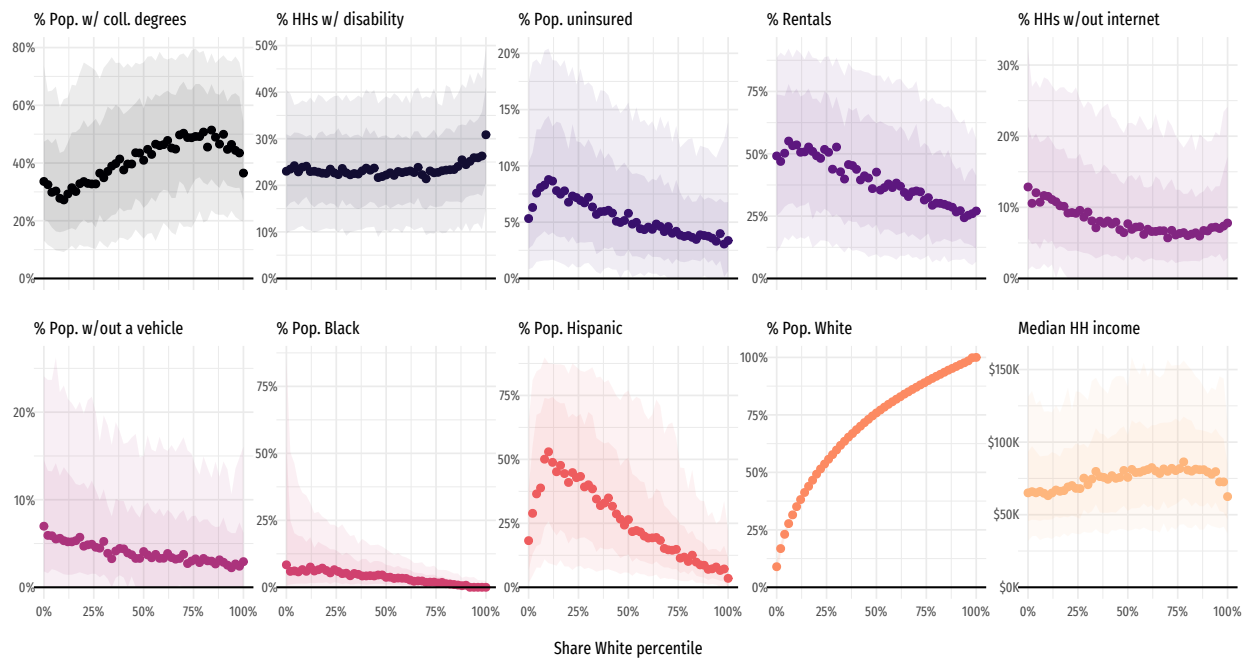 % Pop. w/ coll. degrees
% HHs w/ disability
% Pop. uninsured
% Rentals
% HHs w/out internet
80%
60%
40%
20%
0%
50%
40%
30%
20%
10%
0%
20%
15%
10%
5%
0%
75%
50%
25%
0%
30%
20%
10%
0%
% Pop. w/out a vehicle
% Pop. Black
% Pop. Hispanic
% Pop. White
Median HH income
20%
10%
0%
75%
50%
25%
0%
75%
50%
25%
0%
100%
75%
50%
25%
0%
$150K
$100K
$50K
$0K
0% 25% 50% 75% 100%
0% 25% 50% 75% 100%
0% 25% 50% 75% 100%
0% 25% 50% 75% 100%
0% 25% 50% 75% 100%
Share White percentile